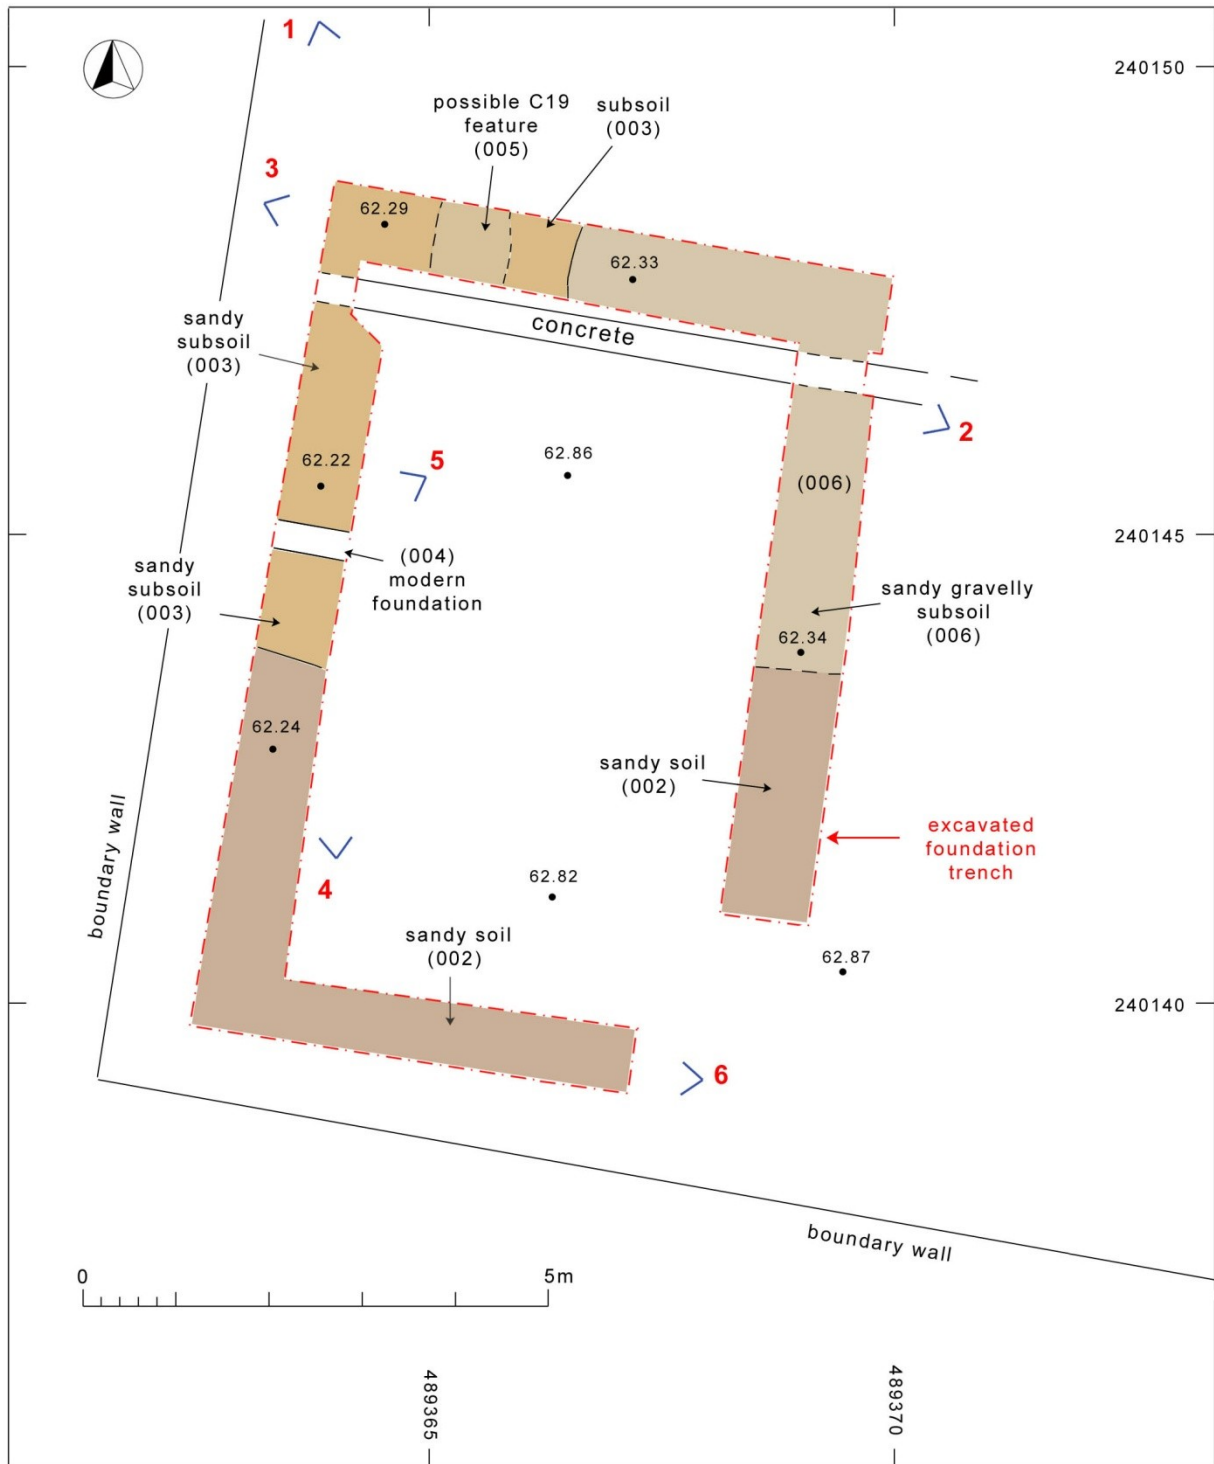 1
240150
possible C19
feature
(005)
subsoil
(003)
3
62.29
62.33
concrete
sandy
subsoil
(003)
2
62.22
5
62.86
(006)
240145
(004)
modern
foundation
sandy
subsoil
(003)
sandy gravelly
subsoil
(006)
62.34
62.24
sandy soil
(002)
excavated
foundation
trench
boundary wall
4
62.82
sandy soil
(002)
62.87
240140
6
boundary wall
0
5m
489365
489370